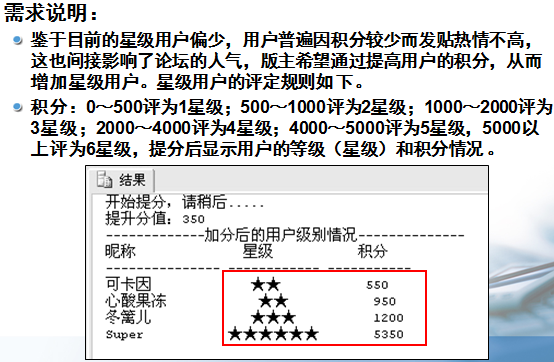 需求说明：
鉴于目前的星级用户偏少，用户普遍因积分较少而发贴热情不高，
这也间接影响了论坛的人气，版主希望通过提高用户的积分，从而
增加星级用户。星级用户的评定规则如下。
积分：0～500评为1星级；500～1000评为2星级；1000～2000评为
3星级；2000～4000评为4星级；4000～5000评为5星级，5000以
上评为6星级，提分后显示用户的等级（星级）和积分情况。
结果
开始提分，请稍后.....
提升分值：350
-------------加分后的用户级别情况--------------
昵称 星级 积分
--------------- ------------ -----------
可卡因 ★★ 550
心酸果冻 ★★ 950
冬篱儿 ★★★ 1200
Super ★★★★★★ 5350